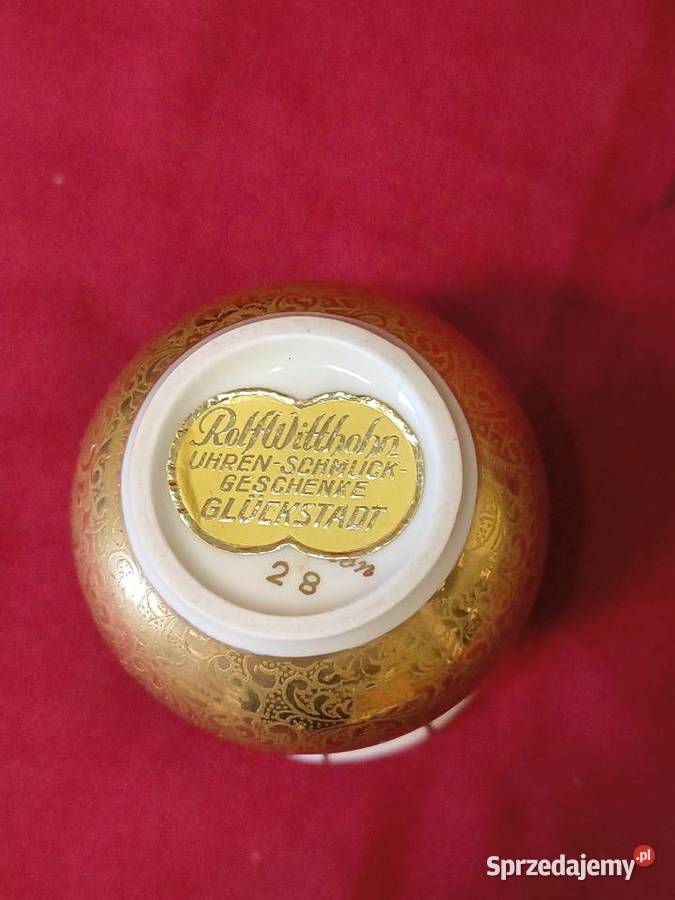 Rolf Witthohn
UHREN-SCHMUCK-
GESCHENKE
GLÜCKSTADT
28
Sprzedajemy.pl